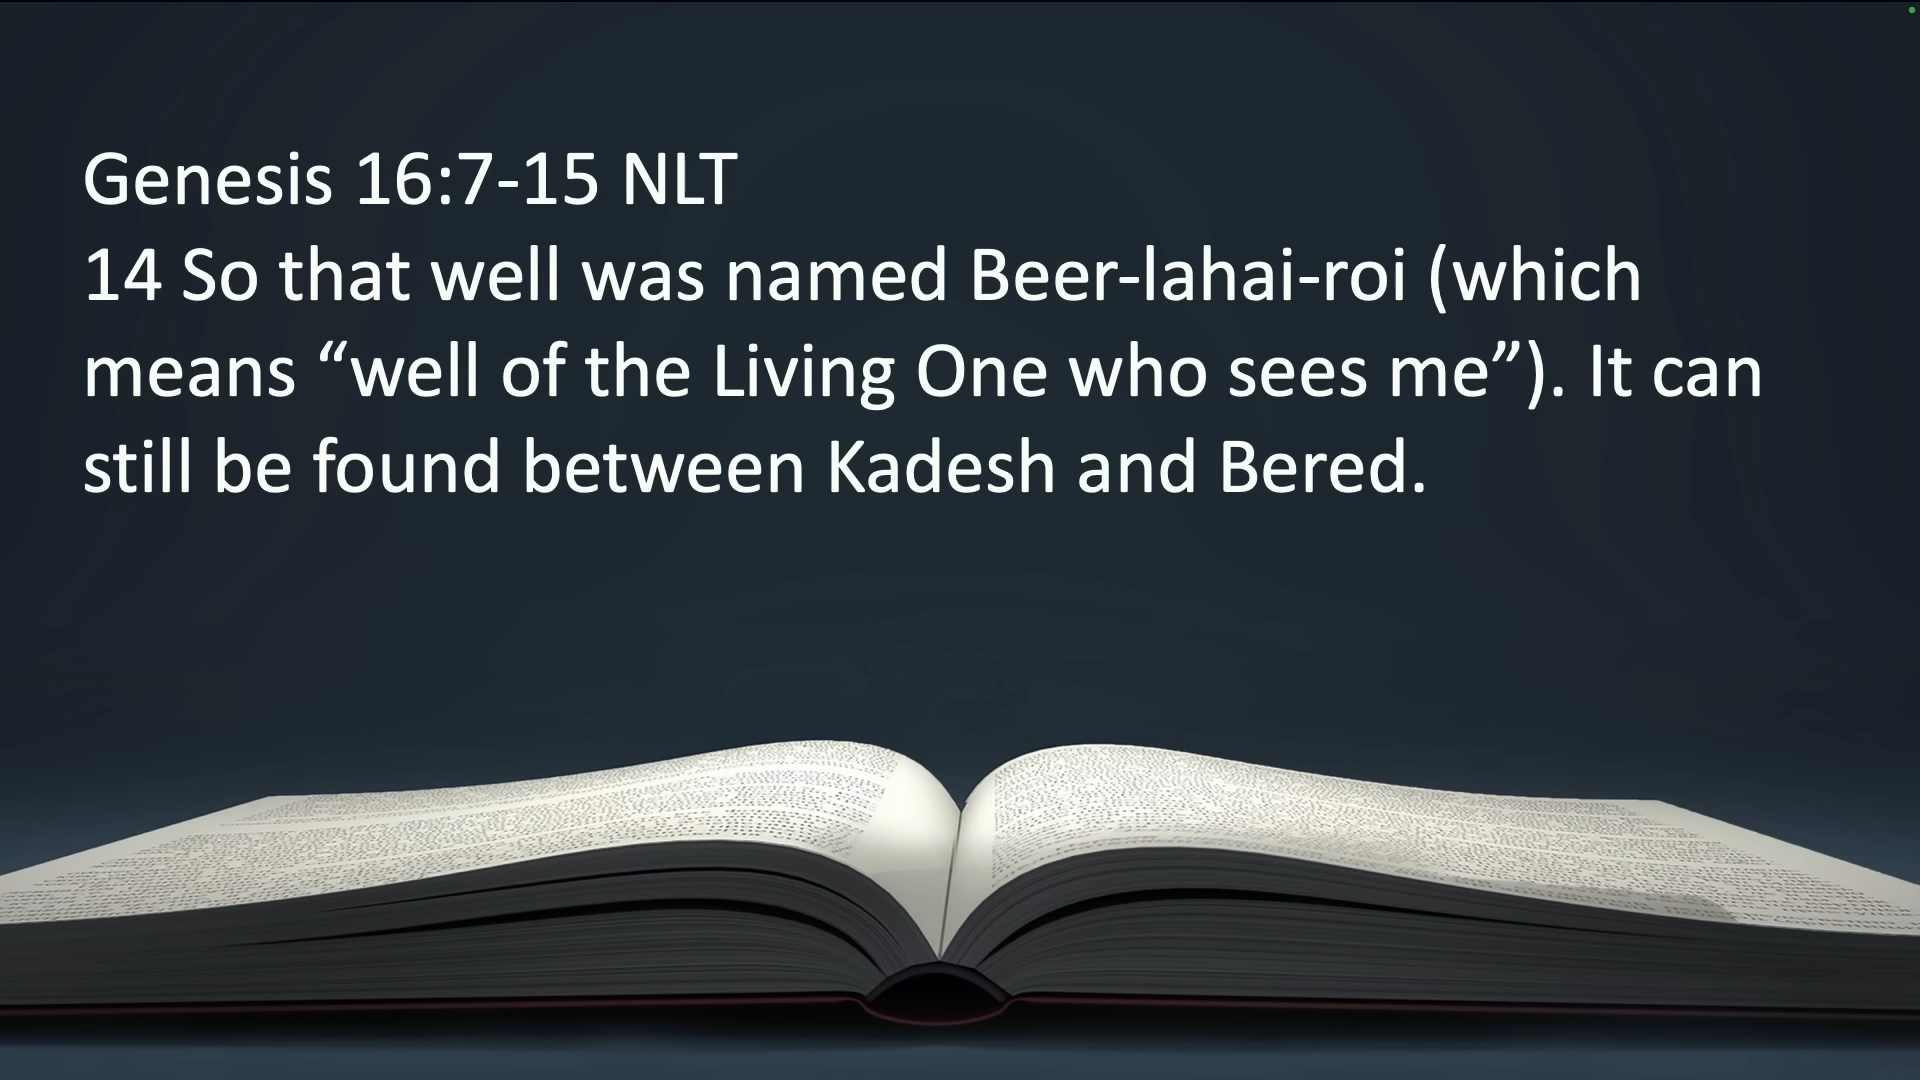 Genesis 16:7-15 NLT
14 So that well was named Beer-lahai-roi (which
means “well of the Living One who sees me”). It can
still be found between Kadesh and Bered.